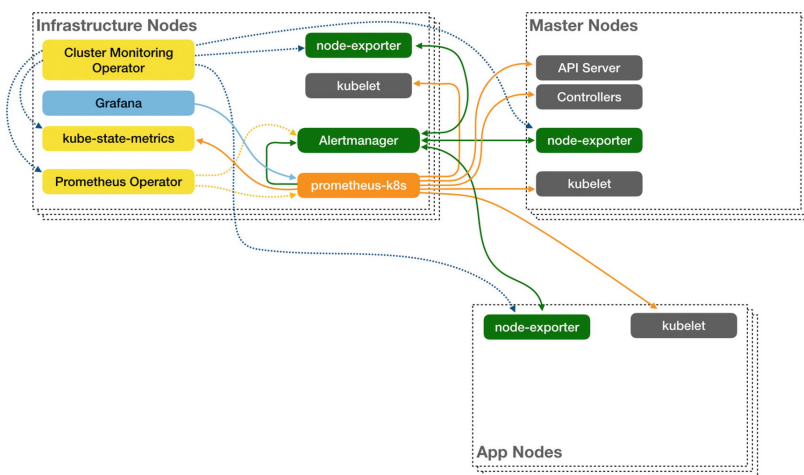 Infrastructure Nodes
Cluster Monitoring
Operator
Grafana
kube-state-metrics
Prometheus Operator
node-exporter
kubelet
Alertmanager
prometheus-k8s
Master Nodes
API Server
Controllers
node-exporter
kubelet
node-exporter
kubelet
App Nodes